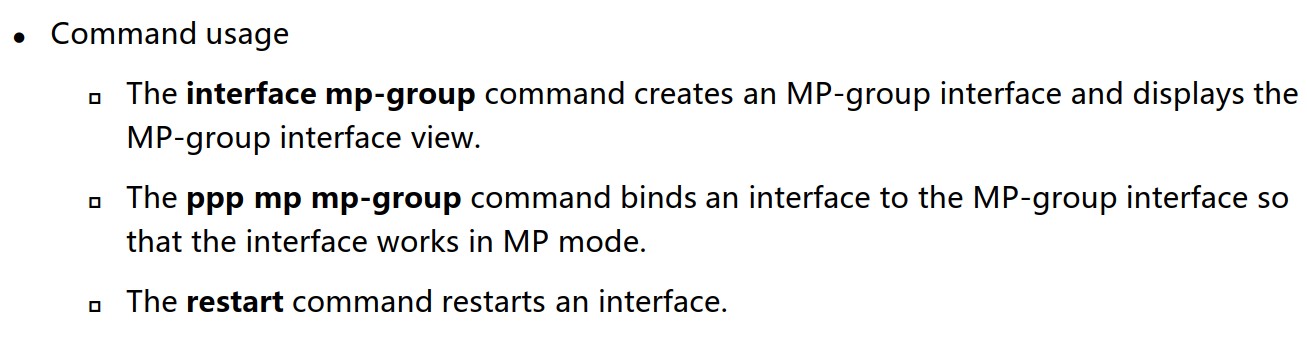 • Command usage
▫ The interface mp-group command creates an MP-group interface and displays the
MP-group interface view.
▫ The ppp mp mp-group command binds an interface to the MP-group interface so
that the interface works in MP mode.
▫ The restart command restarts an interface.